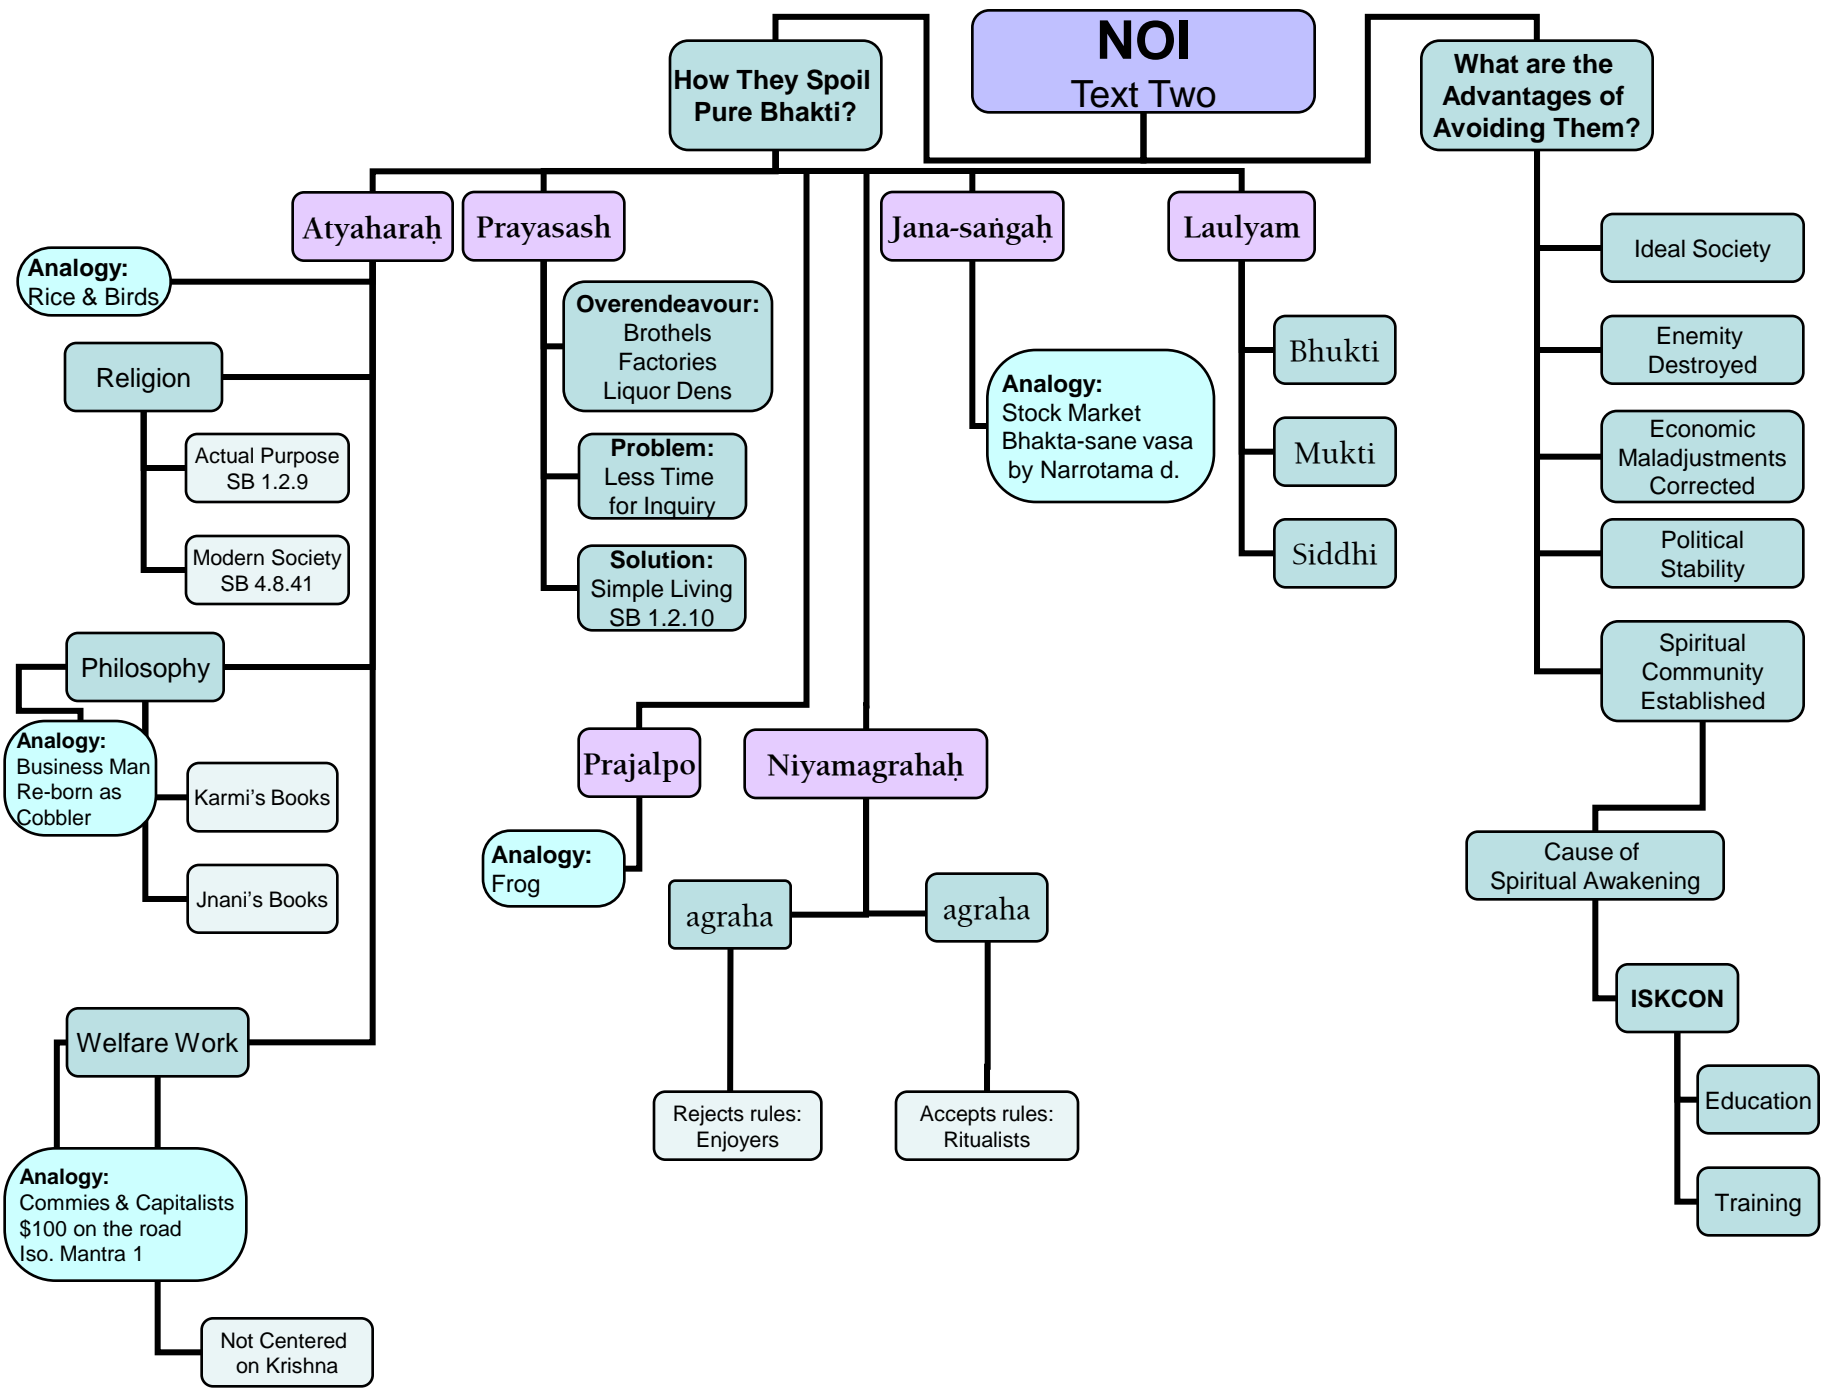 NOI
Text Two
How They Spoil
Pure Bhakti?
What are the
Advantages of
Avoiding Them?
Atyaharaḥ
Prayasash
Jana-saṅgaḥ
Laulyam
Analogy:
Rice & Birds
Religion
Actual Purpose
SB 1.2.9
Modern Society
SB 4.8.41
Philosophy
Analogy:
Business Man
Re-born as
Cobbler
Karmi's Books
Jnani's Books
Welfare Work
Analogy:
Commies & Capitalists
$100 on the road
Iso. Mantra 1
Not Centered
on Krishna
Overendeavour:
Brothels
Factories
Liquor Dens
Problem:
Less Time
for Inquiry
Solution:
Simple Living
SB 1.2.10
Prajalpo
Analogy:
Frog
Niyamagrahaḥ
agraha
Rejects rules:
Enjoyers
agraha
Accepts rules:
Ritualists
Analogy:
Stock Market
Bhakta-sane vasa
by Narrotama d.
Bhukti
Mukti
Siddhi
Ideal Society
Enemity
Destroyed
Economic
Maladjustments
Corrected
Political
Stability
Spiritual
Community
Established
Cause of
Spiritual Awakening
ISKCON
Education
Training